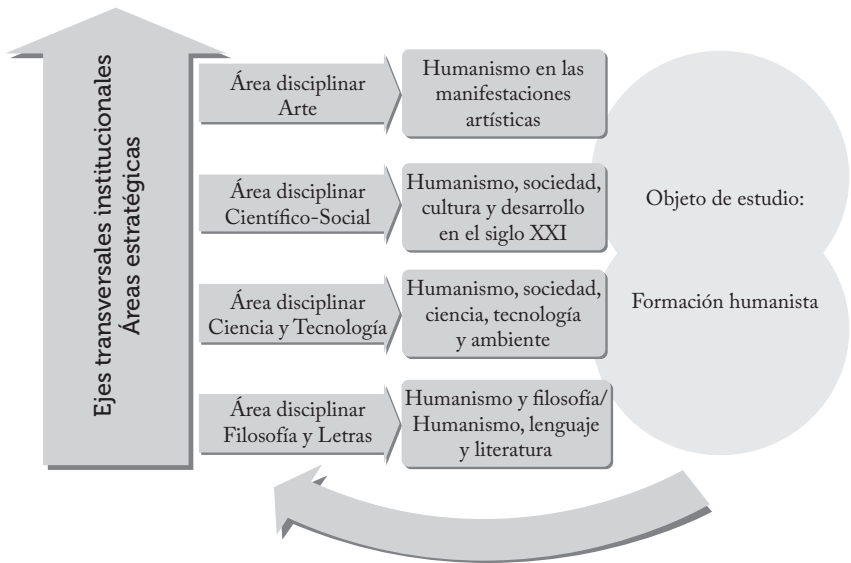 Ejes transversales institucionales
Áreas estratégicas
Área disciplinar
Arte
Humanismo en las
manifestaciones
artísticas
Área disciplinar
Científico-Social
Humanismo, sociedad,
cultura y desarrollo
en el siglo XXI
Área disciplinar
Ciencia y Tecnología
Humanismo, sociedad,
ciencia, tecnología
y ambiente
Área disciplinar
Filosofía y Letras
Humanismo y filosofía/
Humanismo, lenguaje
y literatura
Objeto de estudio:
Formación humanista